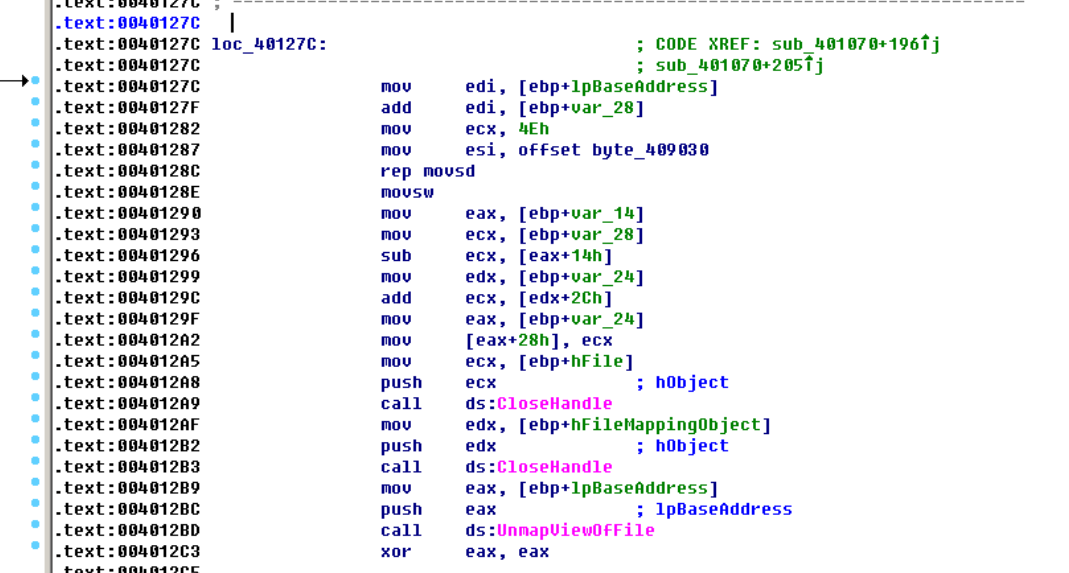 .text:0040127C ; ---------------------------------------------------------------------------
.text:0040127C
.text:0040127C loc_40127C: ; CODE XREF: sub_401070+196↑j
.text:0040127C ; sub_401070+205↑j
.text:0040127C mov edi, [ebp+lpBaseAddress]
.text:0040127F add edi, [ebp+var_28]
.text:00401282 mov ecx, 4Eh
.text:00401287 mov esi, offset byte_409030
.text:0040128C rep movsd
.text:0040128E movsw
.text:00401290 mov eax, [ebp+var_14]
.text:00401293 mov ecx, [ebp+var_28]
.text:00401296 sub ecx, [eax+14h]
.text:00401299 mov edx, [ebp+var_24]
.text:0040129C add ecx, [edx+2Ch]
.text:0040129F mov eax, [ebp+var_24]
.text:004012A2 mov [eax+28h], ecx
.text:004012A5 mov ecx, [ebp+hFile]
.text:004012A8 push ecx ; hObject
.text:004012A9 call ds:CloseHandle
.text:004012AF mov edx, [ebp+hFileMappingObject]
.text:004012B2 push edx ; hObject
.text:004012B3 call ds:CloseHandle
.text:004012B9 mov eax, [ebp+lpBaseAddress]
.text:004012BC push eax ; lpBaseAddress
.text:004012BD call ds:UnmapViewOfFile
.text:004012C3 xor eax, eax